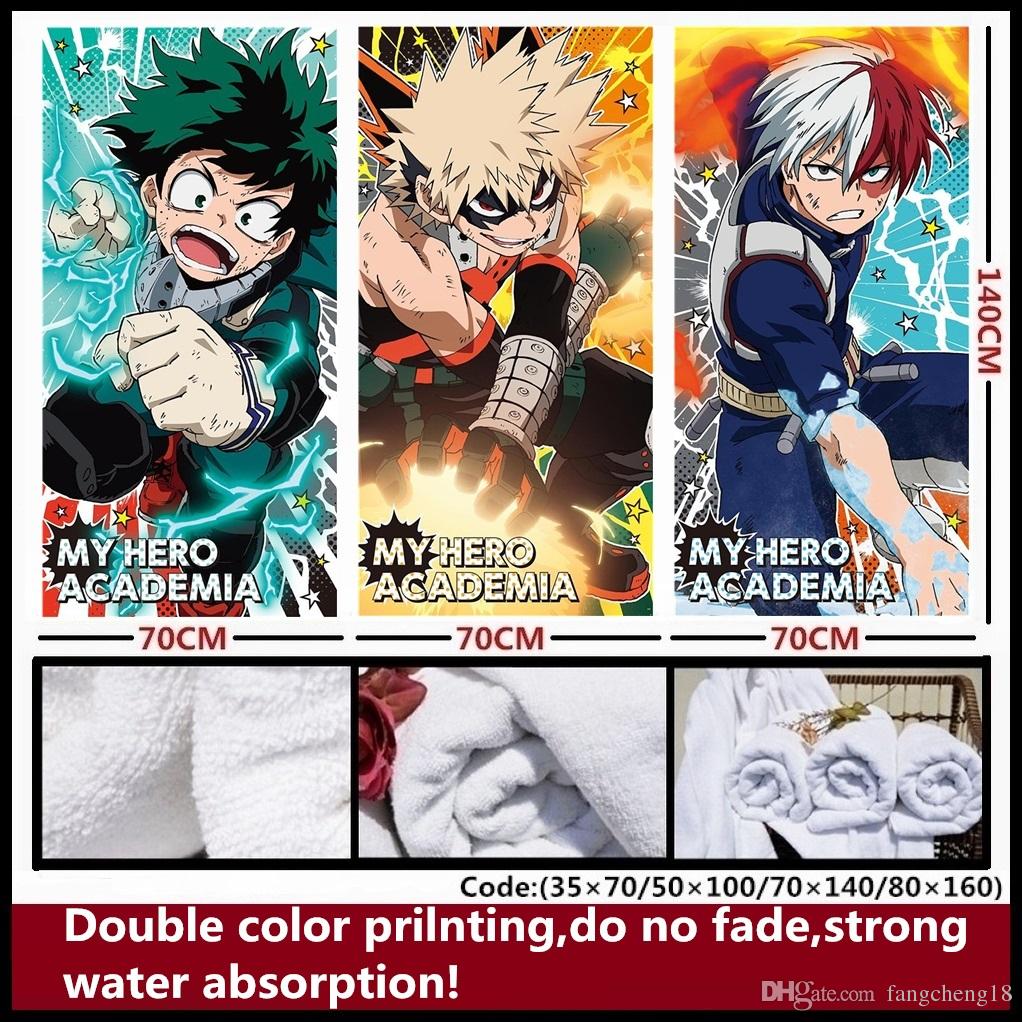 MY HERO
ACADEMIA
MY HERO
ACADEMIA
MY HERO
ACADEMIA
140CM
70CM
70CM
70CM
Code:(35×70/50×100/70×140/80×160)
Double color prilnting,do no fade,strong
water absorption!
DHgate.com fangcheng18